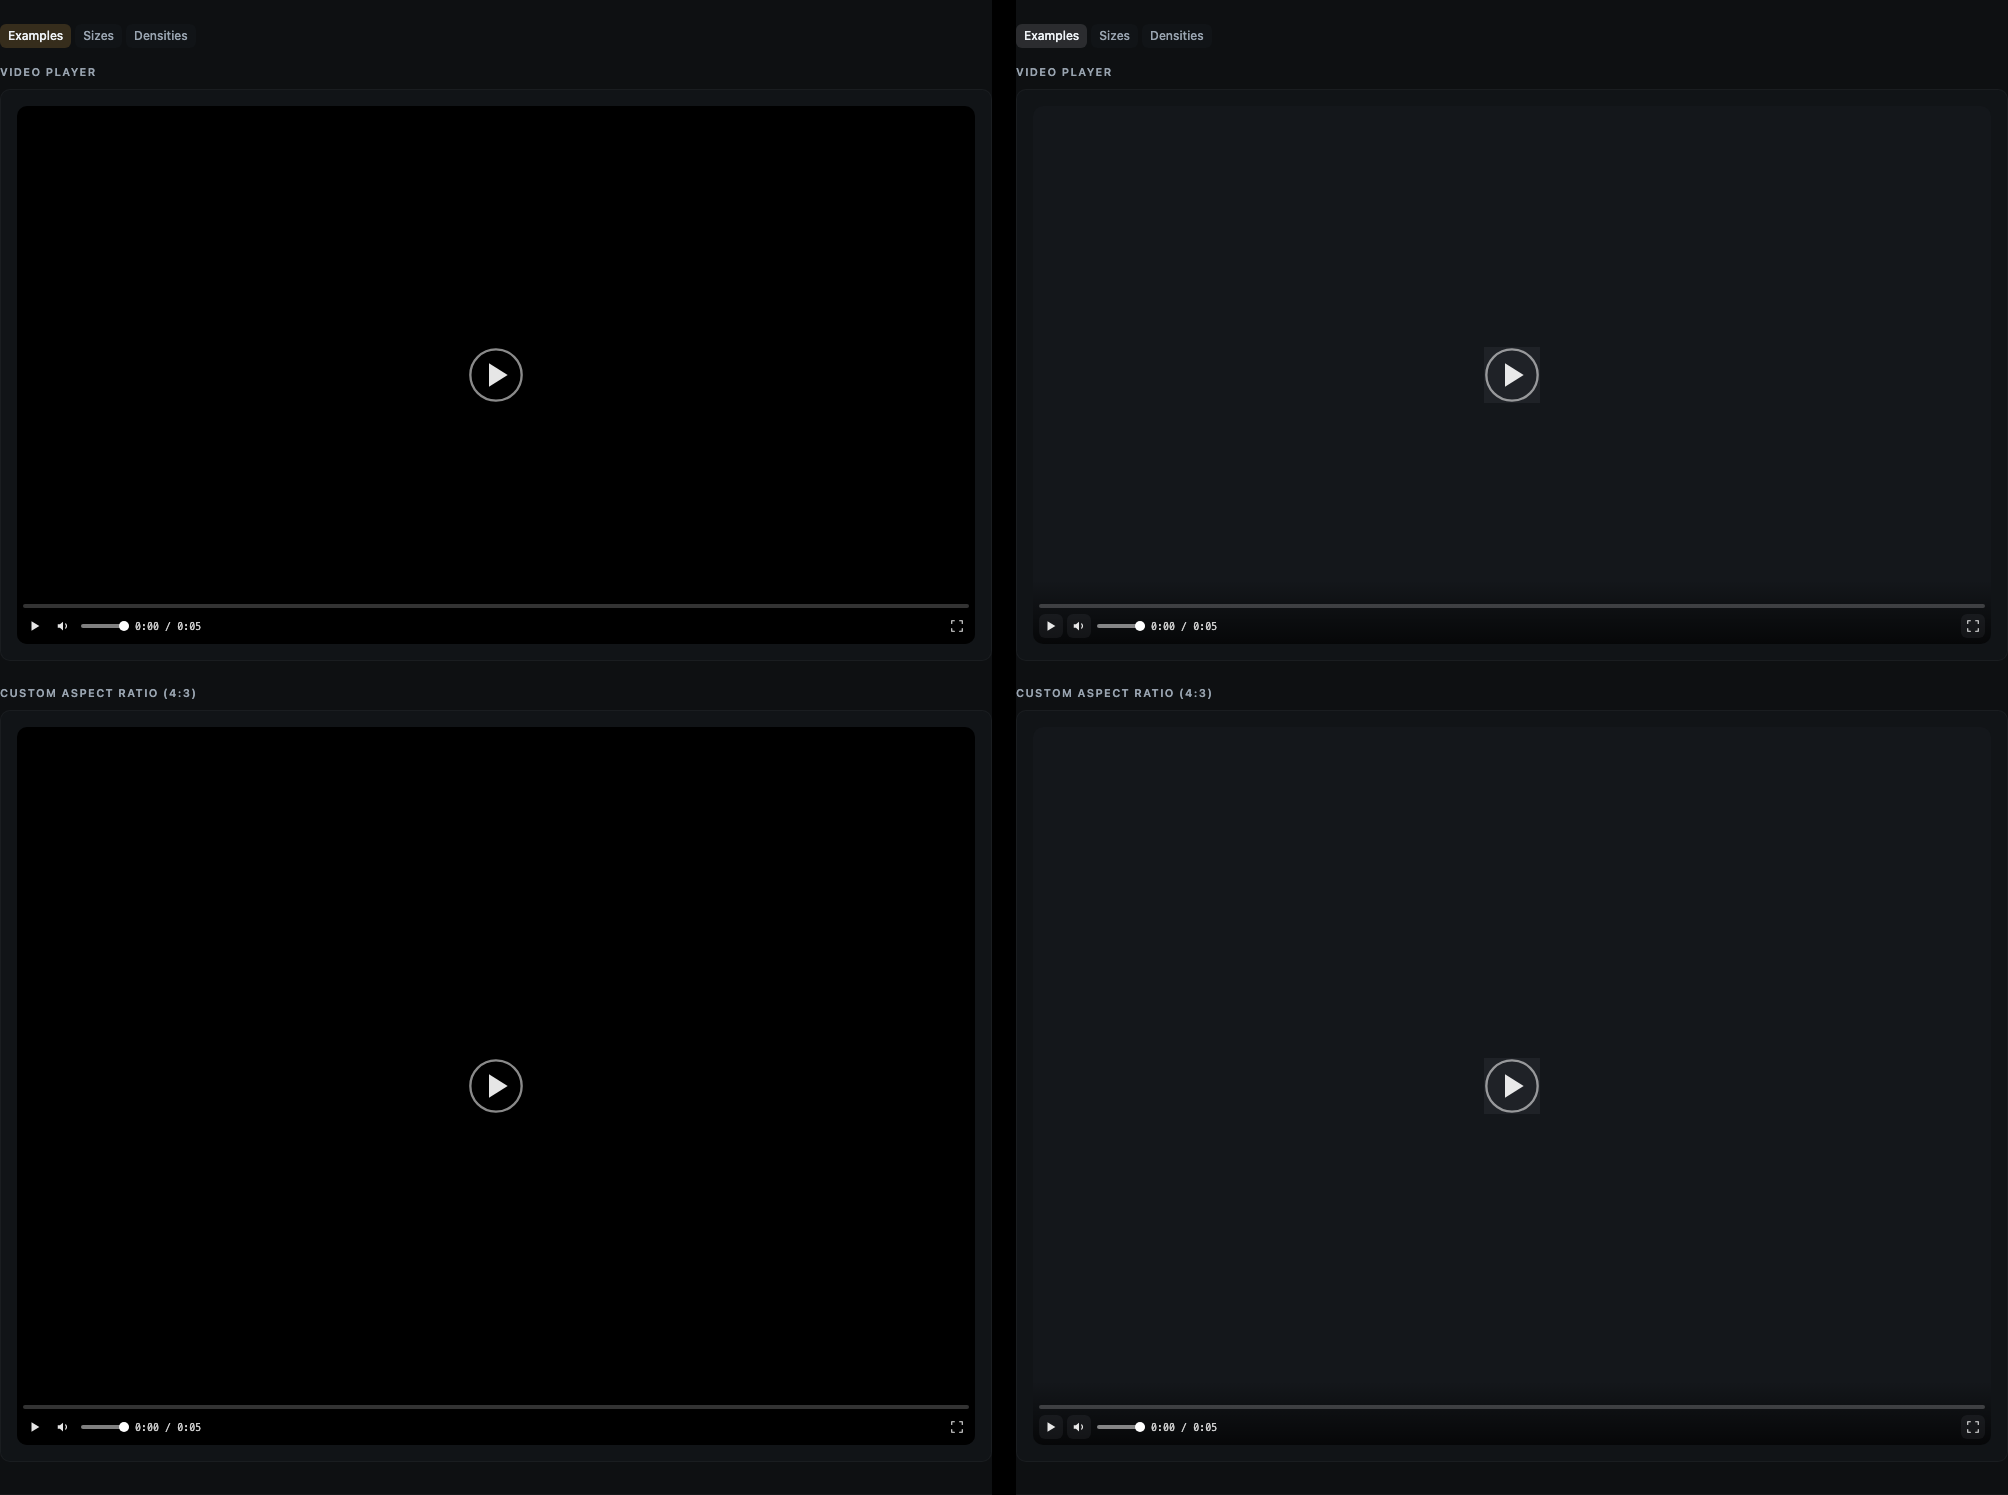 Examples Sizes Densities
VIDEO PLAYER
0:00 / 0:05
CUSTOM ASPECT RATIO (4:3)
0:00 / 0:05
Examples Sizes Densities
VIDEO PLAYER
0:00 / 0:05
CUSTOM ASPECT RATIO (4:3)
0:00 / 0:05